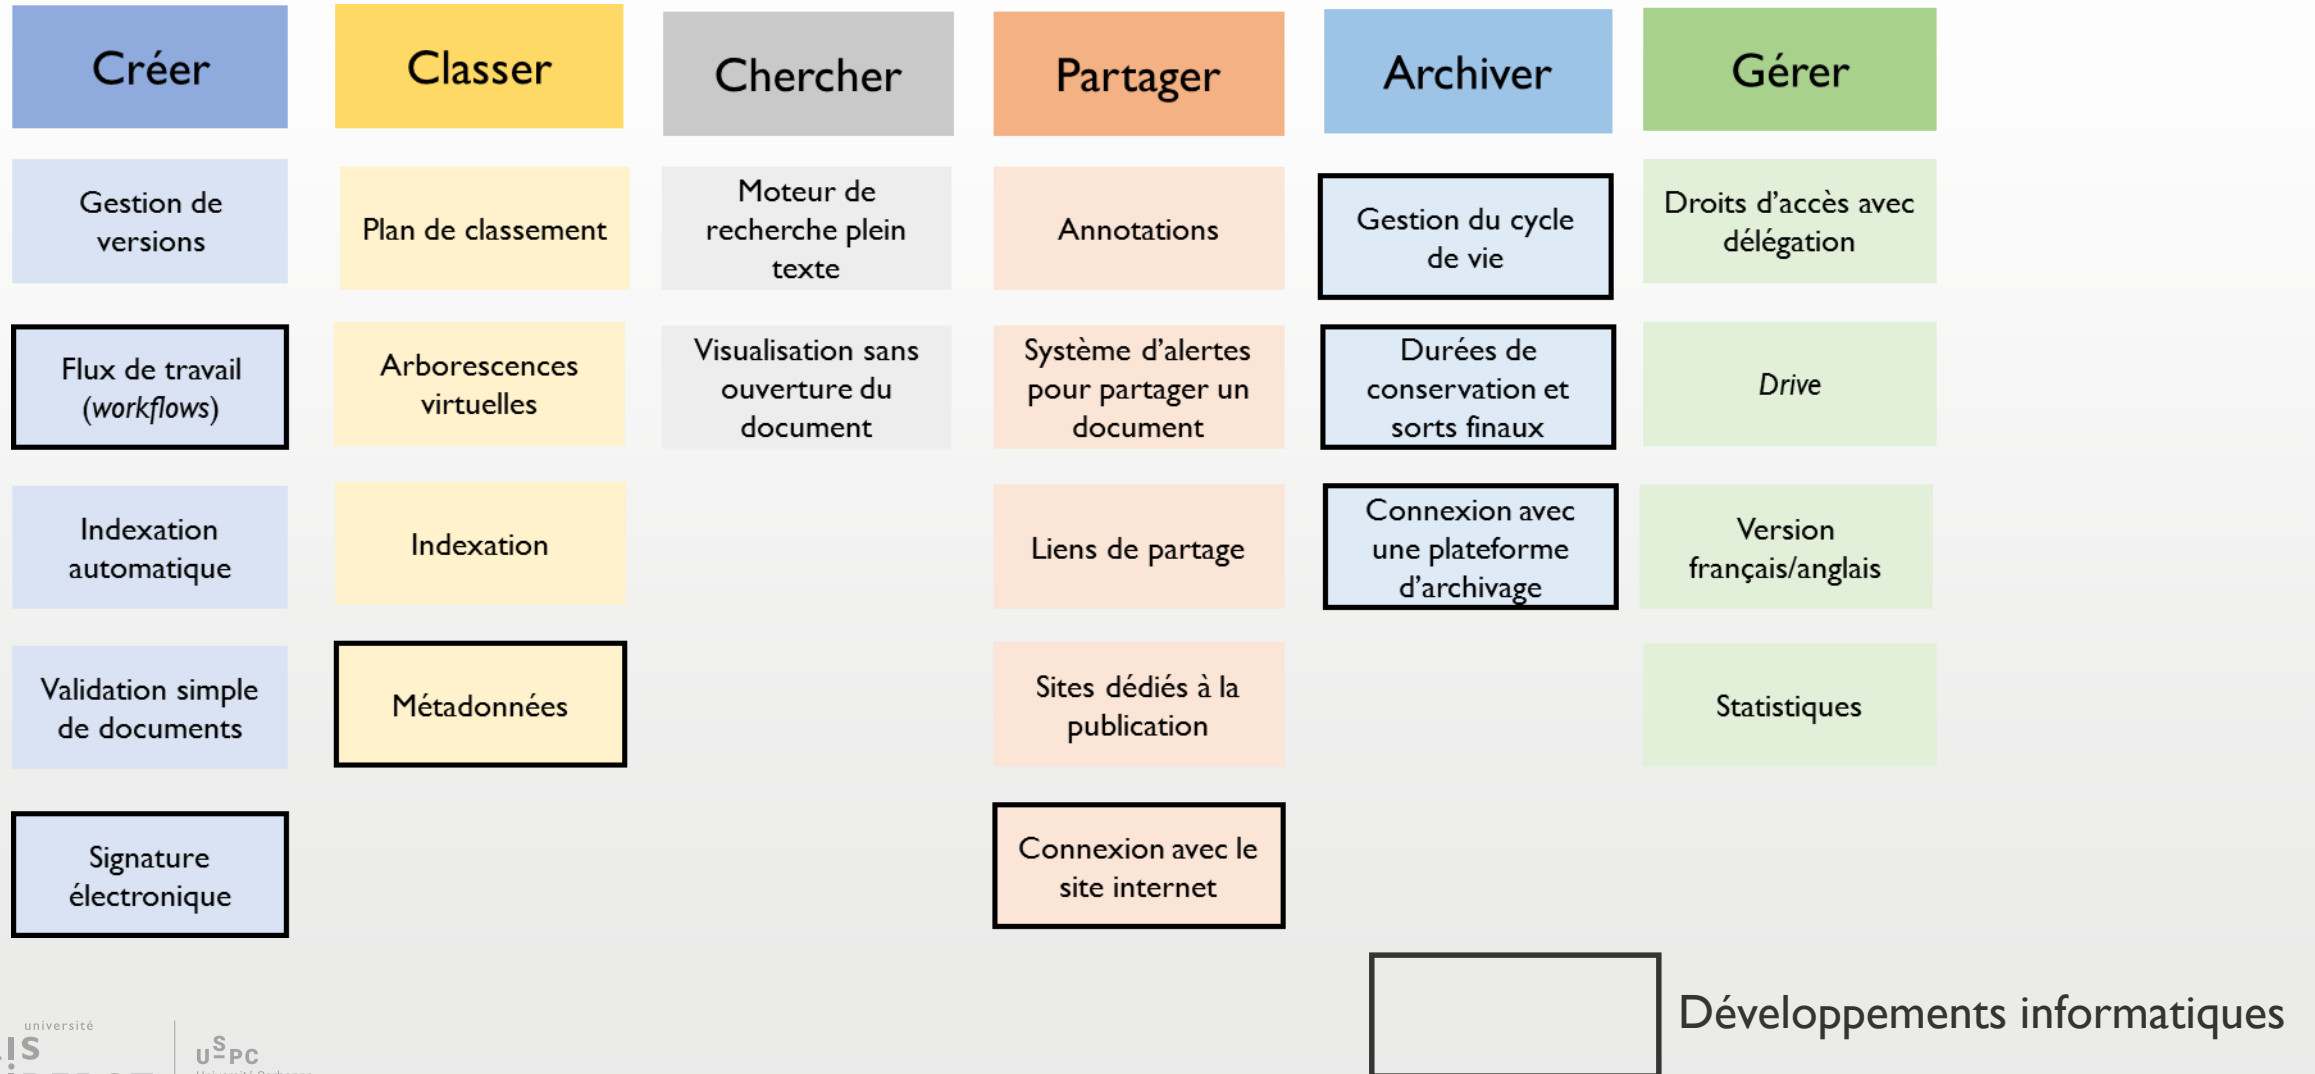 Créer
Gestion de
versions
Flux de travail
(workflows)
Indexation
automatique
Validation simple
de documents
Signature
électronique
Classer
Plan de classement
Arborescences
virtuelles
Indexation
Métadonnées
Chercher
Moteur de
recherche plein
texte
Visualisation sans
ouverture du
document
Partager
Annotations
Système d'alertes
pour partager un
document
Liens de partage
Sites dédiés à la
publication
Connexion avec le
site internet
Archiver
Gestion du cycle
de vie
Durées de
conservation et
sorts finaux
Connexion avec
une plateforme
d'archivage
Gérer
Droits d'accès avec
délégation
Drive
Version
français/anglais
Statistiques
Développements informatiques
université
USPC